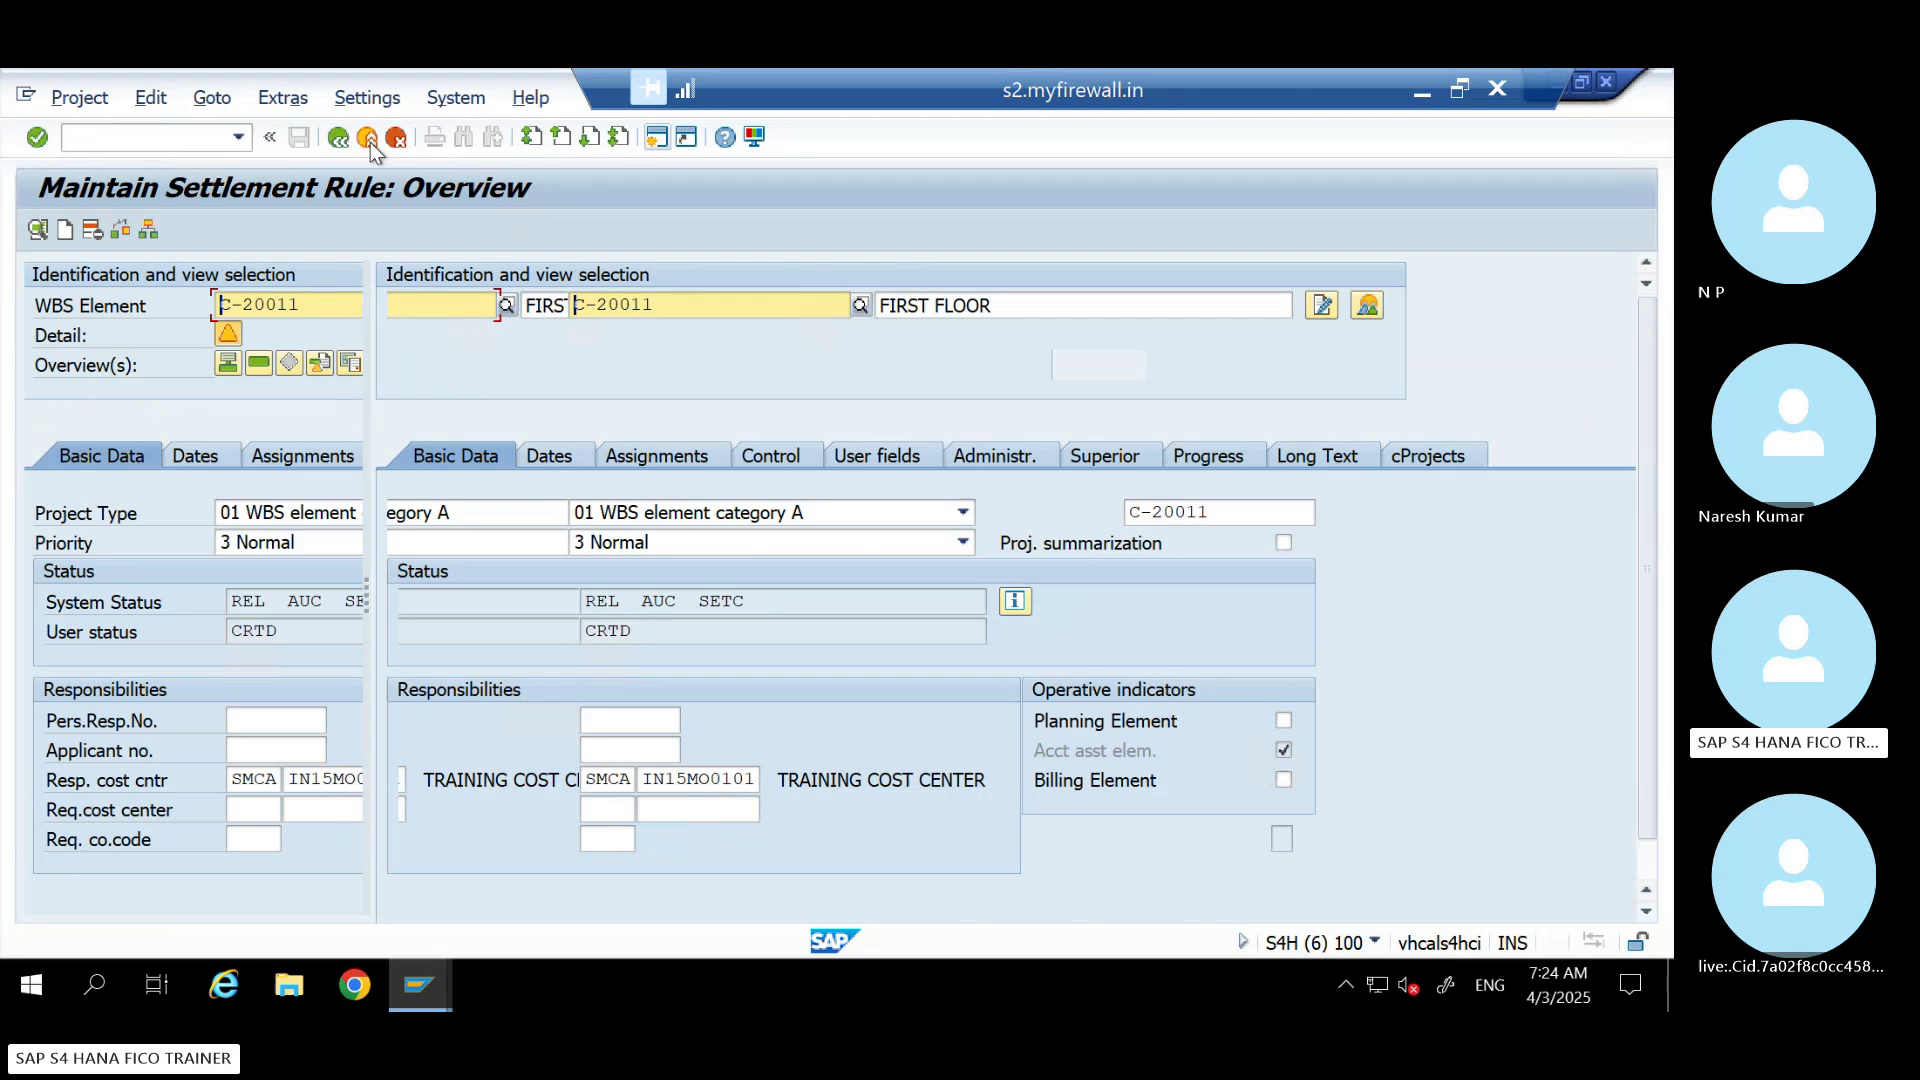 s2.myfirewall.in
Project Edit Goto Extras Settings System Help
Maintain Settlement Rule: Overview
Identification and view selection Identification and view selection
WBS Element C-20011 FIRST C-20011 FIRST FLOOR
Detail:
Overview(s):
Basic Data Dates Assignments Basic Data Dates Assignments Control User fields Administr. Superior Progress Long Text cProjects
Project Type 01 WBS element egory A 01 WBS element category A C-20011
Priority 3 Normal 3 Normal Proj. summarization
Status Status
System Status REL AUC SE REL AUC SETC
User status CRTD CRTD
Responsibilities Responsibilities Operative indicators
Pers.Resp.No. Planning Element
Applicant no. Acct asst elem.
Resp. cost cntr SMCA IN15MO0 TRAINING COST CE SMCA IN15MO0101 TRAINING COST CENTER Billing Element
Req.cost center
Req. co.code
SAP S4H (6) 100 vhcals4hci INS
ENG 7:24 AM
4/3/2025
N P
Naresh Kumar
SAP S4 HANA FICO TR...
live:.Cid.7a02f8c0cc458...
SAP S4 HANA FICO TRAINER